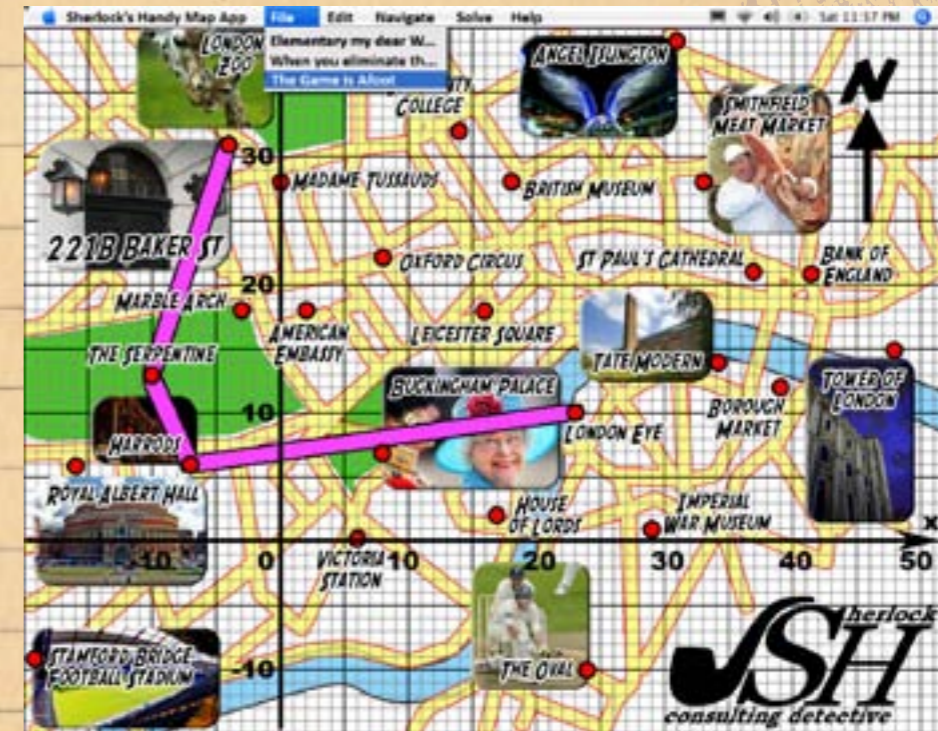 Sherlock's Handy Map App File Edit Navigate Solve Help Sat 11:57 PM
Elementary my dear W...
When you eliminate th...
The Game is Afoot
LONDON
ZOO
COLLEGE
ANGEL ISLINGTON
SMITHFIELD
MEAT MARKET
N
30
MADAME TUSSAUDS
BRITISH MUSEUM
221B BAKER ST
OXFORD CIRCUS
ST PAUL'S CATHEDRAL
BANK OF
ENGLAND
20
MARBLE ARCH
AMERICAN
EMBASSY
LEICESTER SQUARE
THE SERPENTINE
TATE MODERN
BUCKINGHAM PALACE
TOWER OF
LONDON
10
BOROUGH
MARKET
HARRODS
LONDON EYE
ROYAL ALBERT HALL
HOUSE
OF LORDS
IMPERIAL
WAR MUSEUM
x
-10 0 10 20 30 40 50
VICTORIA
STATION
STAMFORD BRIDGE
FOOTBALL STADIUM
-10
THE OVAL
SH
sherlock
consulting detective